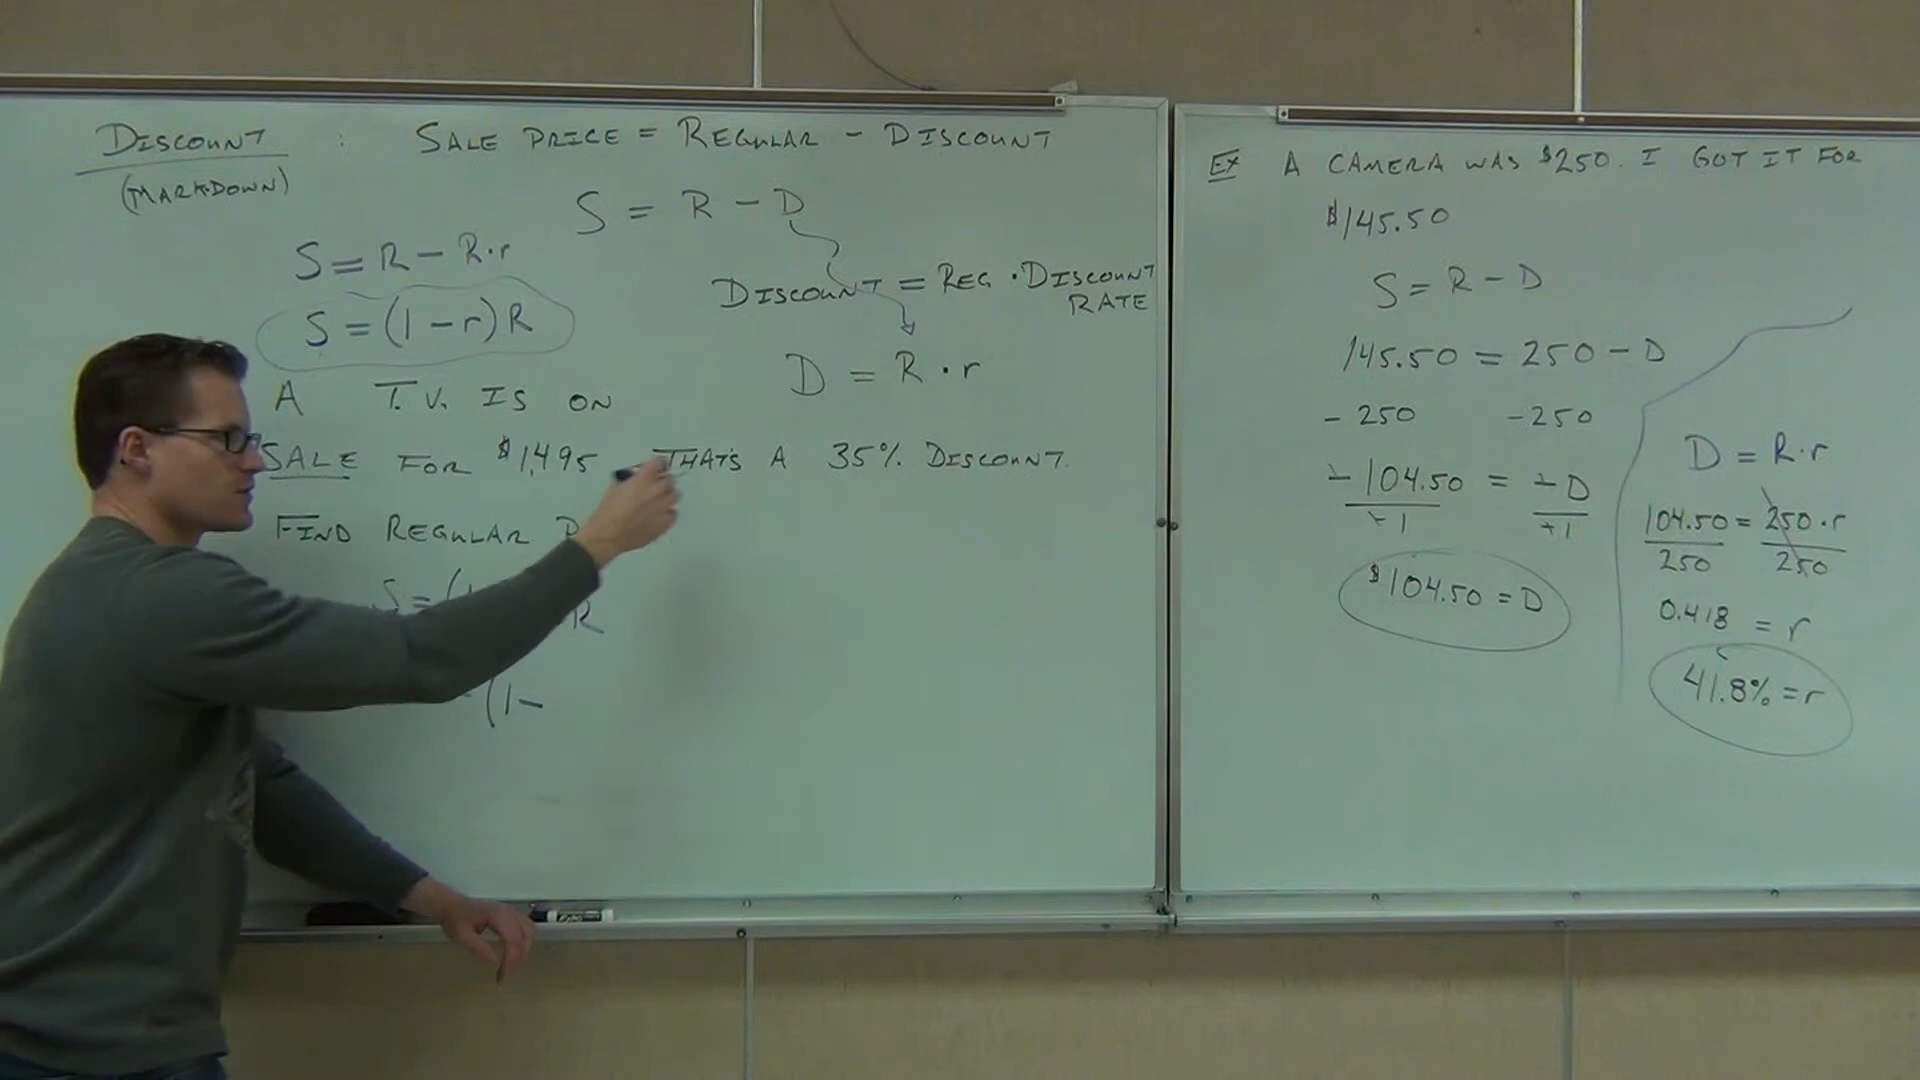 DISCOUNT : SALE PRICE = REGULAR - DISCOUNT
(MARKDOWN)
S = R - D
S = R - R·r
DISCOUNT = REG · DISCOUNT
RATE
S = (1 - r)R
D = R · r
A T.V. IS ON
SALE FOR $1,495 THAT'S A 35% DISCOUNT.
FIND REGULAR
S = (1 R
(1 -
EX A CAMERA WAS $250. I GOT IT FOR
$145.50
S = R - D
145.50 = 250 - D
- 250 -250
- 104.50 = - D
-1 -1
$104.50 = D
D = R·r
104.50 = 250·r
250 250
0.418 = r
41.8% = r